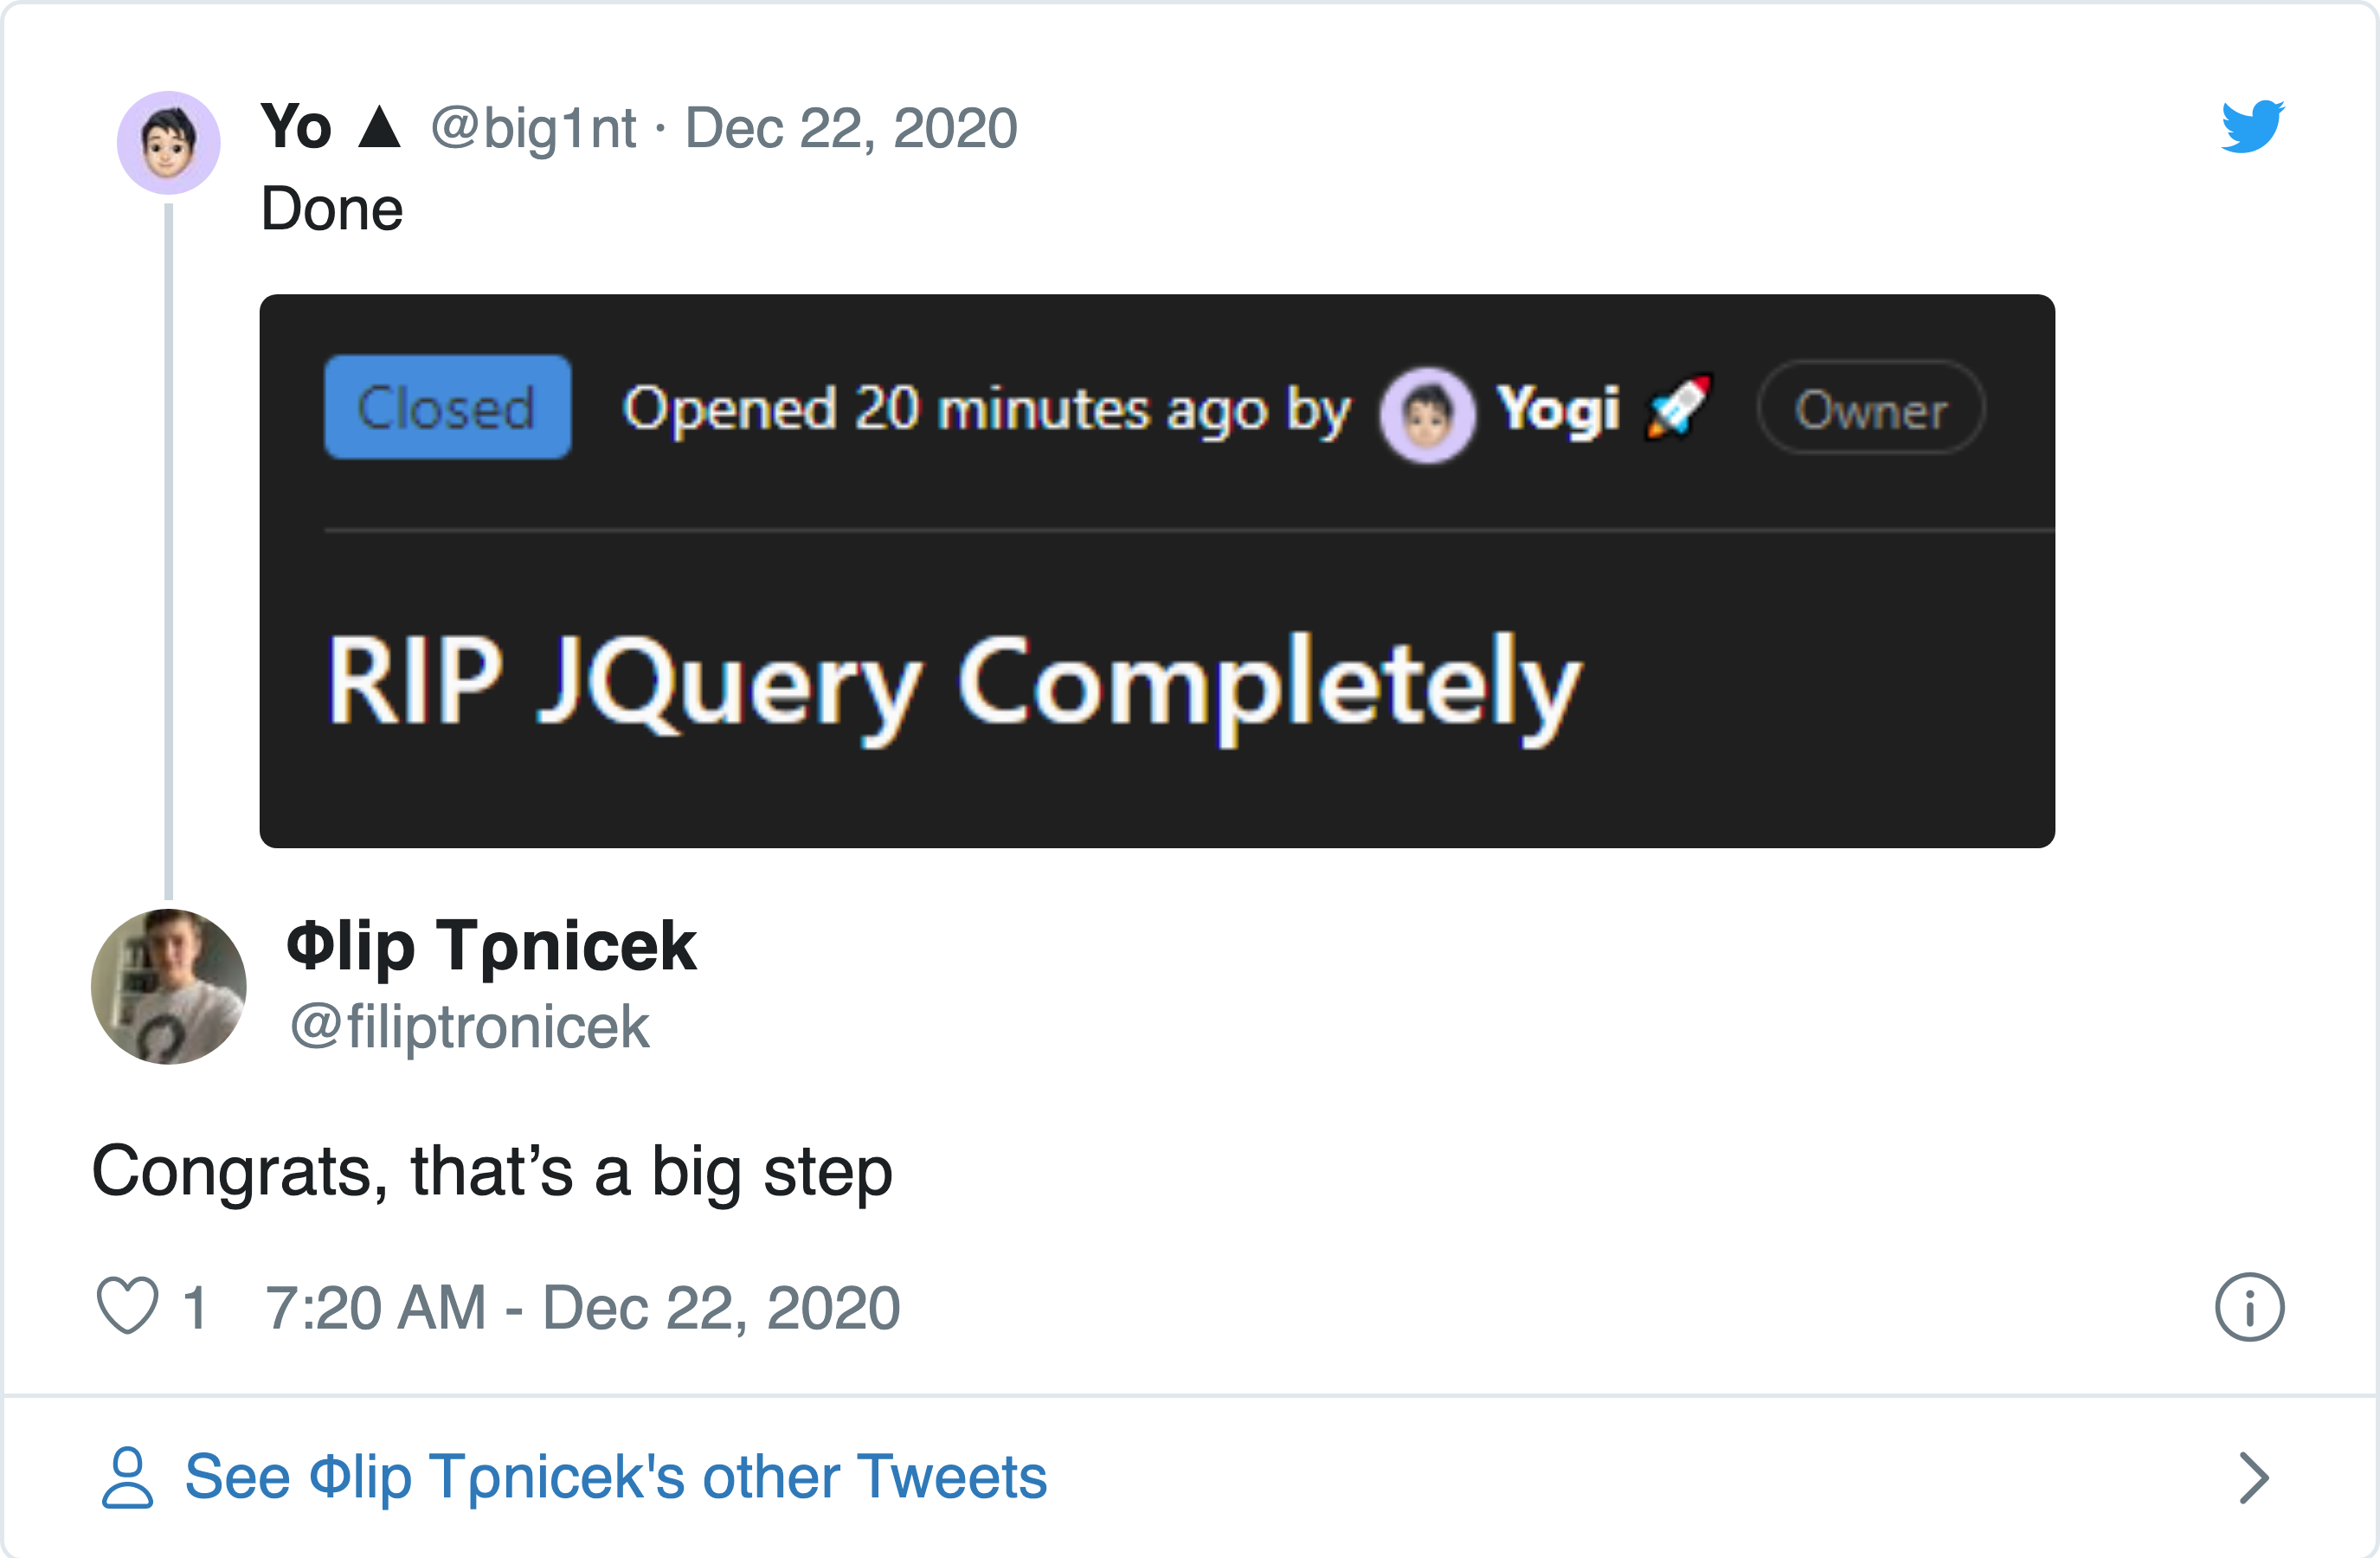 Yo ▲ @big1nt · Dec 22, 2020
Done
Closed Opened 20 minutes ago by Yogi 🚀 Owner
RIP JQuery Completely
Φlip Tρnicek
@filiptronicek
Congrats, that’s a big step
1 7:20 AM - Dec 22, 2020
See Φlip Tρnicek's other Tweets